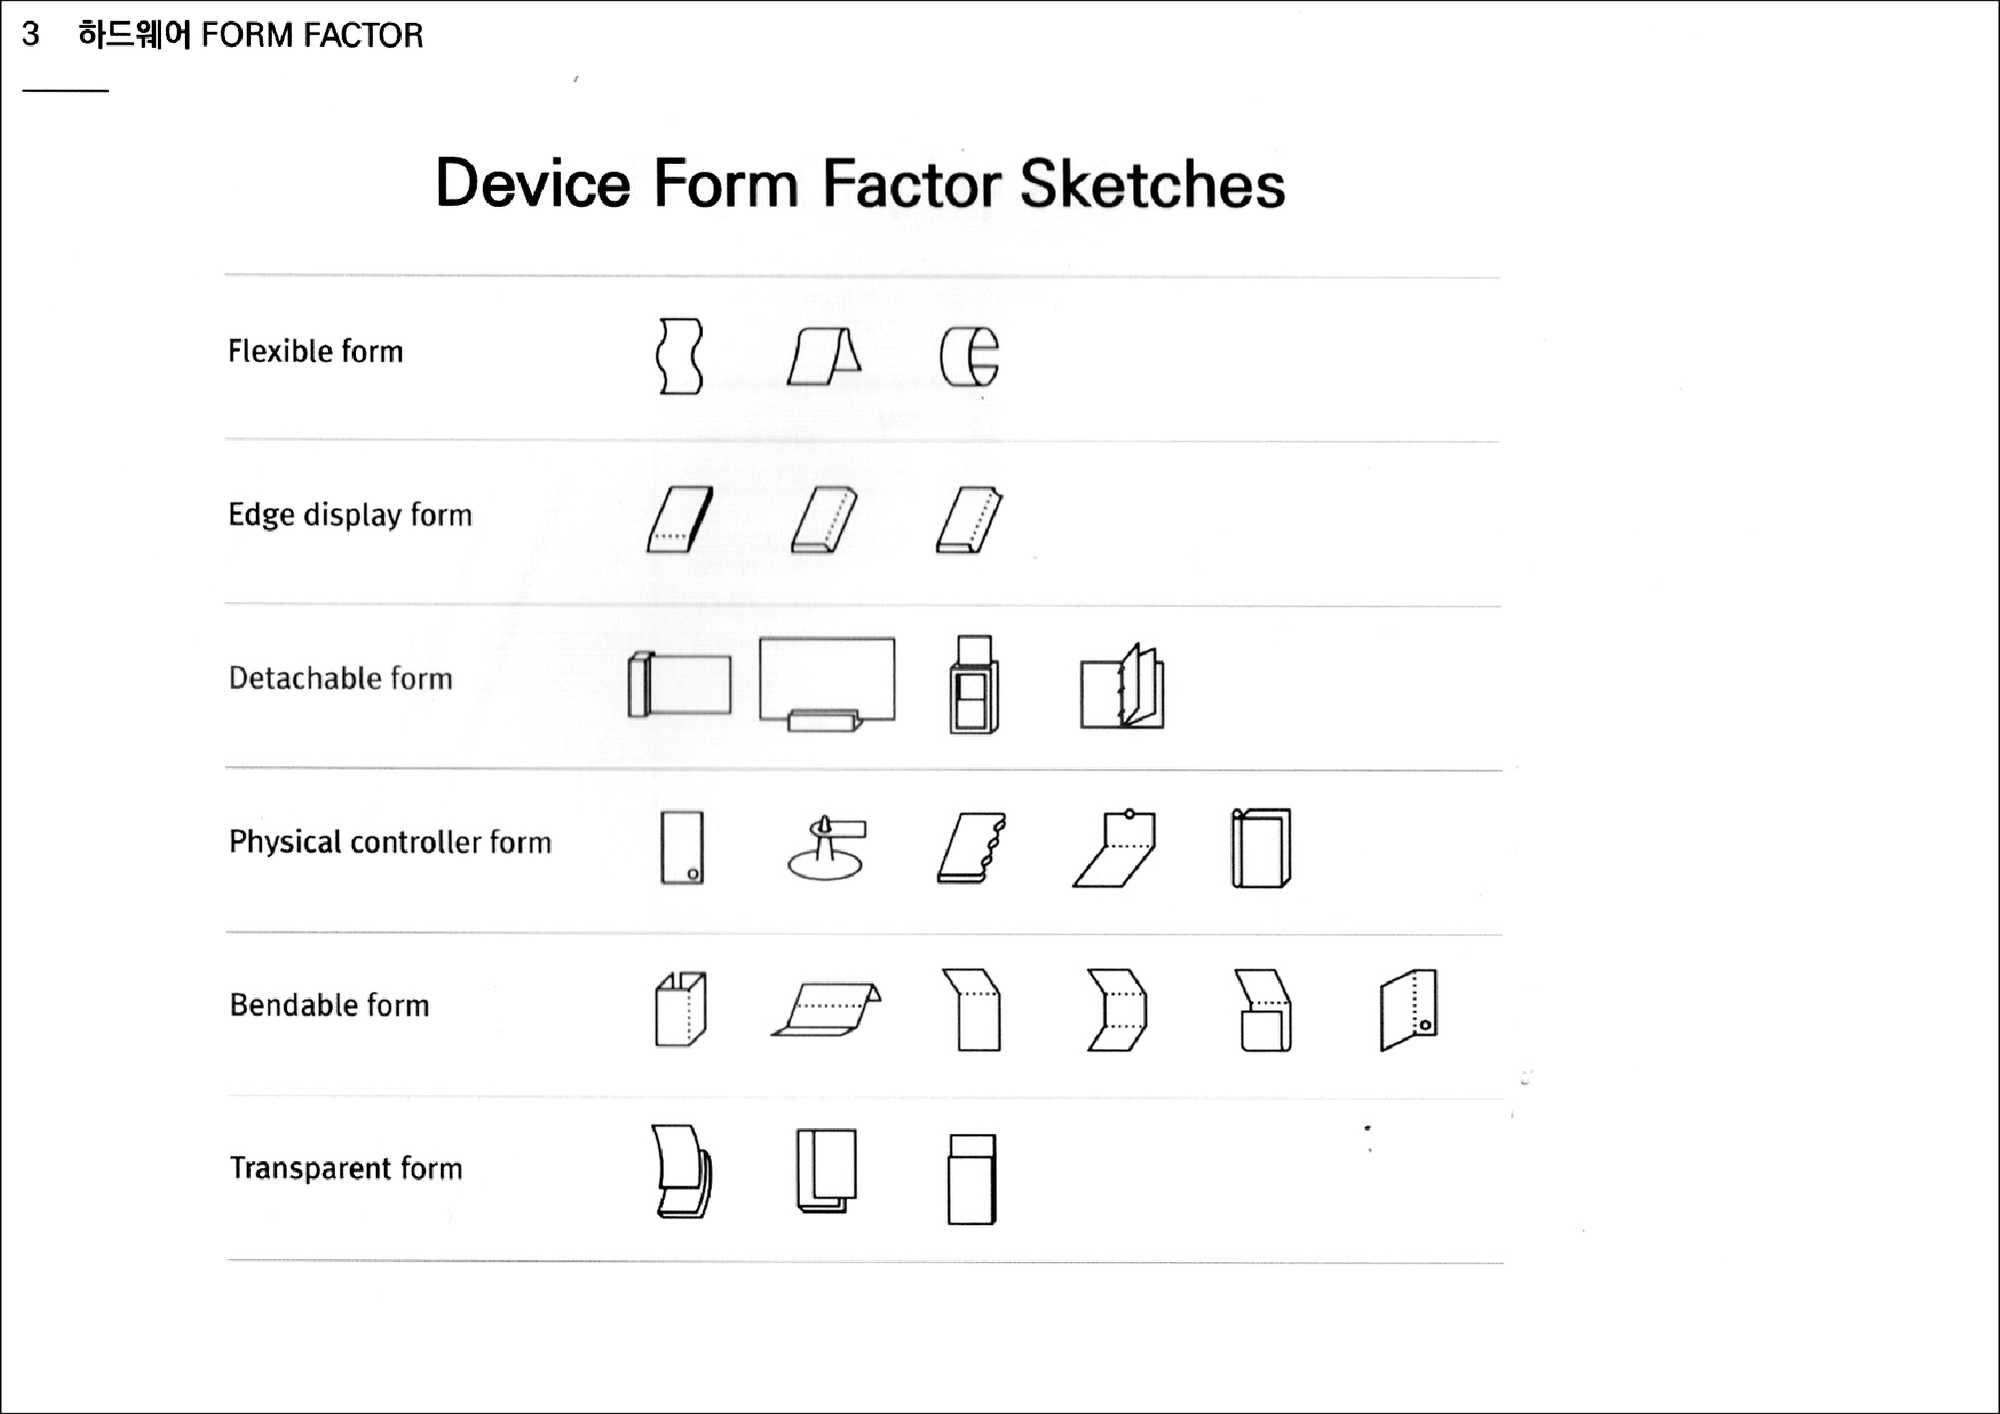 3 하드웨어 FORM FACTOR
Device Form Factor Sketches
Flexible form
Edge display form
Detachable form
Physical controller form
Bendable form
Transparent form